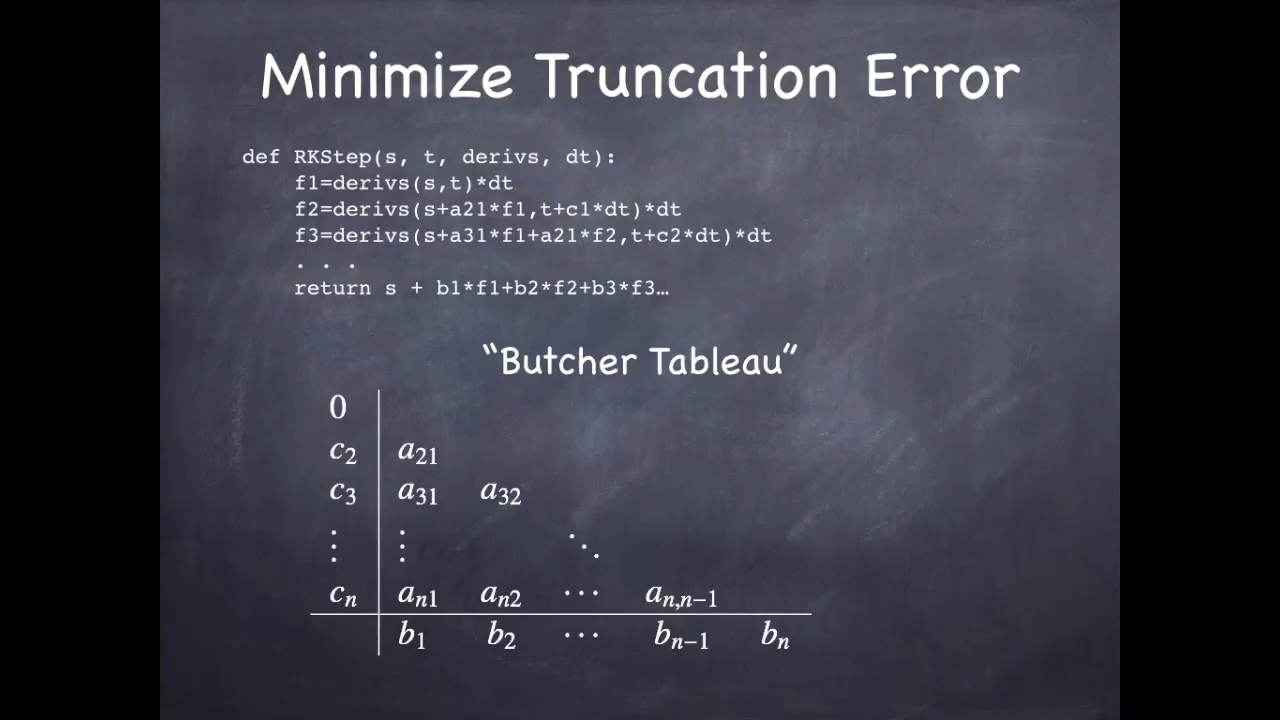 Minimize Truncation Error
def RKStep(s, t, derivs, dt):
    f1=derivs(s,t)*dt
    f2=derivs(s+a21*f1,t+c1*dt)*dt
    f3=derivs(s+a31*f1+a21*f2,t+c2*dt)*dt
    . . .
    return s + b1*f1+b2*f2+b3*f3…
“Butcher Tableau”
0
c₂ a₂₁
c₃ a₃₁ a₃₂
⋮ ⋮ ⋱
cₙ aₙ₁ aₙ₂ ⋯ aₙ,ₙ₋₁
b₁ b₂ ⋯ bₙ₋₁ bₙ